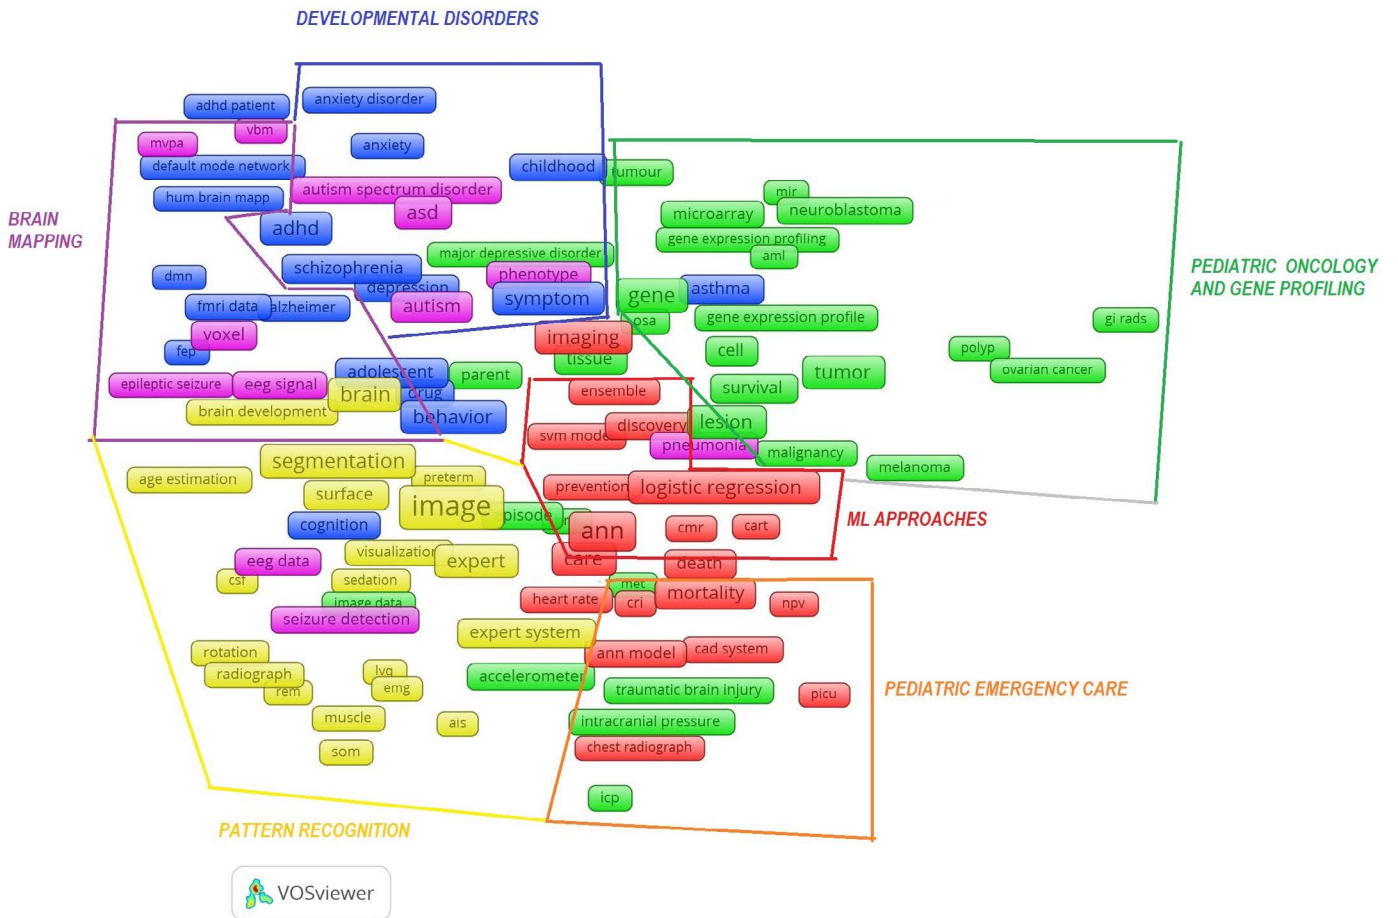 DEVELOPMENTAL DISORDERS
adhd patient
anxiety disorder
vbm
mvpa
anxiety
default mode network
childhood
tumour
hum brain mapp
autism spectrum disorder
asd
mir
microarray
neuroblastoma
BRAIN
MAPPING
adhd
gene expression profiling
major depressive disorder
aml
dmn
schizophrenia
phenotype
PEDIATRIC ONCOLOGY
AND GENE PROFILING
depression
asthma
fmri data
alzheimer
autism
symptom
gene
voxel
osa
gene expression profile
gi rads
fep
imaging
tissue
cell
polyp
epileptic seizure
eeg signal
adolescent
parent
tumor
ovarian cancer
brain
drug
ensemble
survival
brain development
behavior
svm model
discovery
lesion
pneumonia
malignancy
segmentation
melanoma
age estimation
preterm
surface
image
prevention
logistic regression
cognition
episode
ann
cmr
cart
ML APPROACHES
visualization
expert
care
death
eeg data
csf
sedation
met
image data
heart rate
cri
mortality
npv
seizure detection
expert system
rotation
ann model
cad system
radiograph
lvq
rem
emg
accelerometer
traumatic brain injury
picu
PEDIATRIC EMERGENCY CARE
muscle
ais
intracranial pressure
som
chest radiograph
icp
PATTERN RECOGNITION
VOSviewer